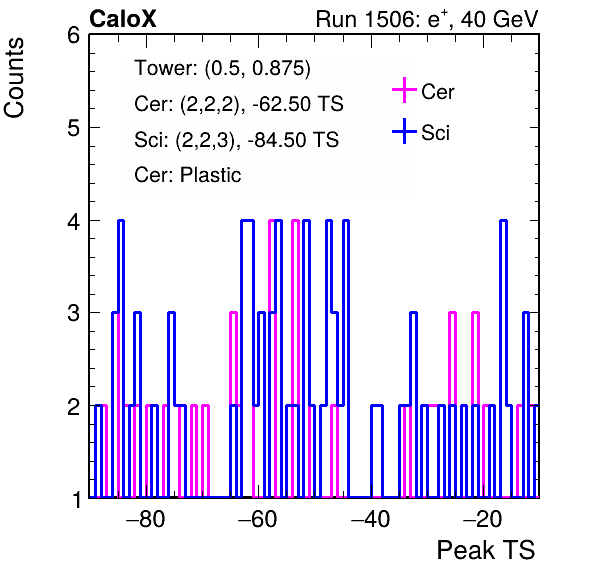 CaloX Run 1506: e⁺, 40 GeV
Counts
6
Tower: (0.5, 0.875)
Cer: (2,2,2), -62.50 TS
Sci: (2,2,3), -84.50 TS
Cer: Plastic
Cer
Sci
5
4
3
2
1
−80 −60 −40 −20
Peak TS